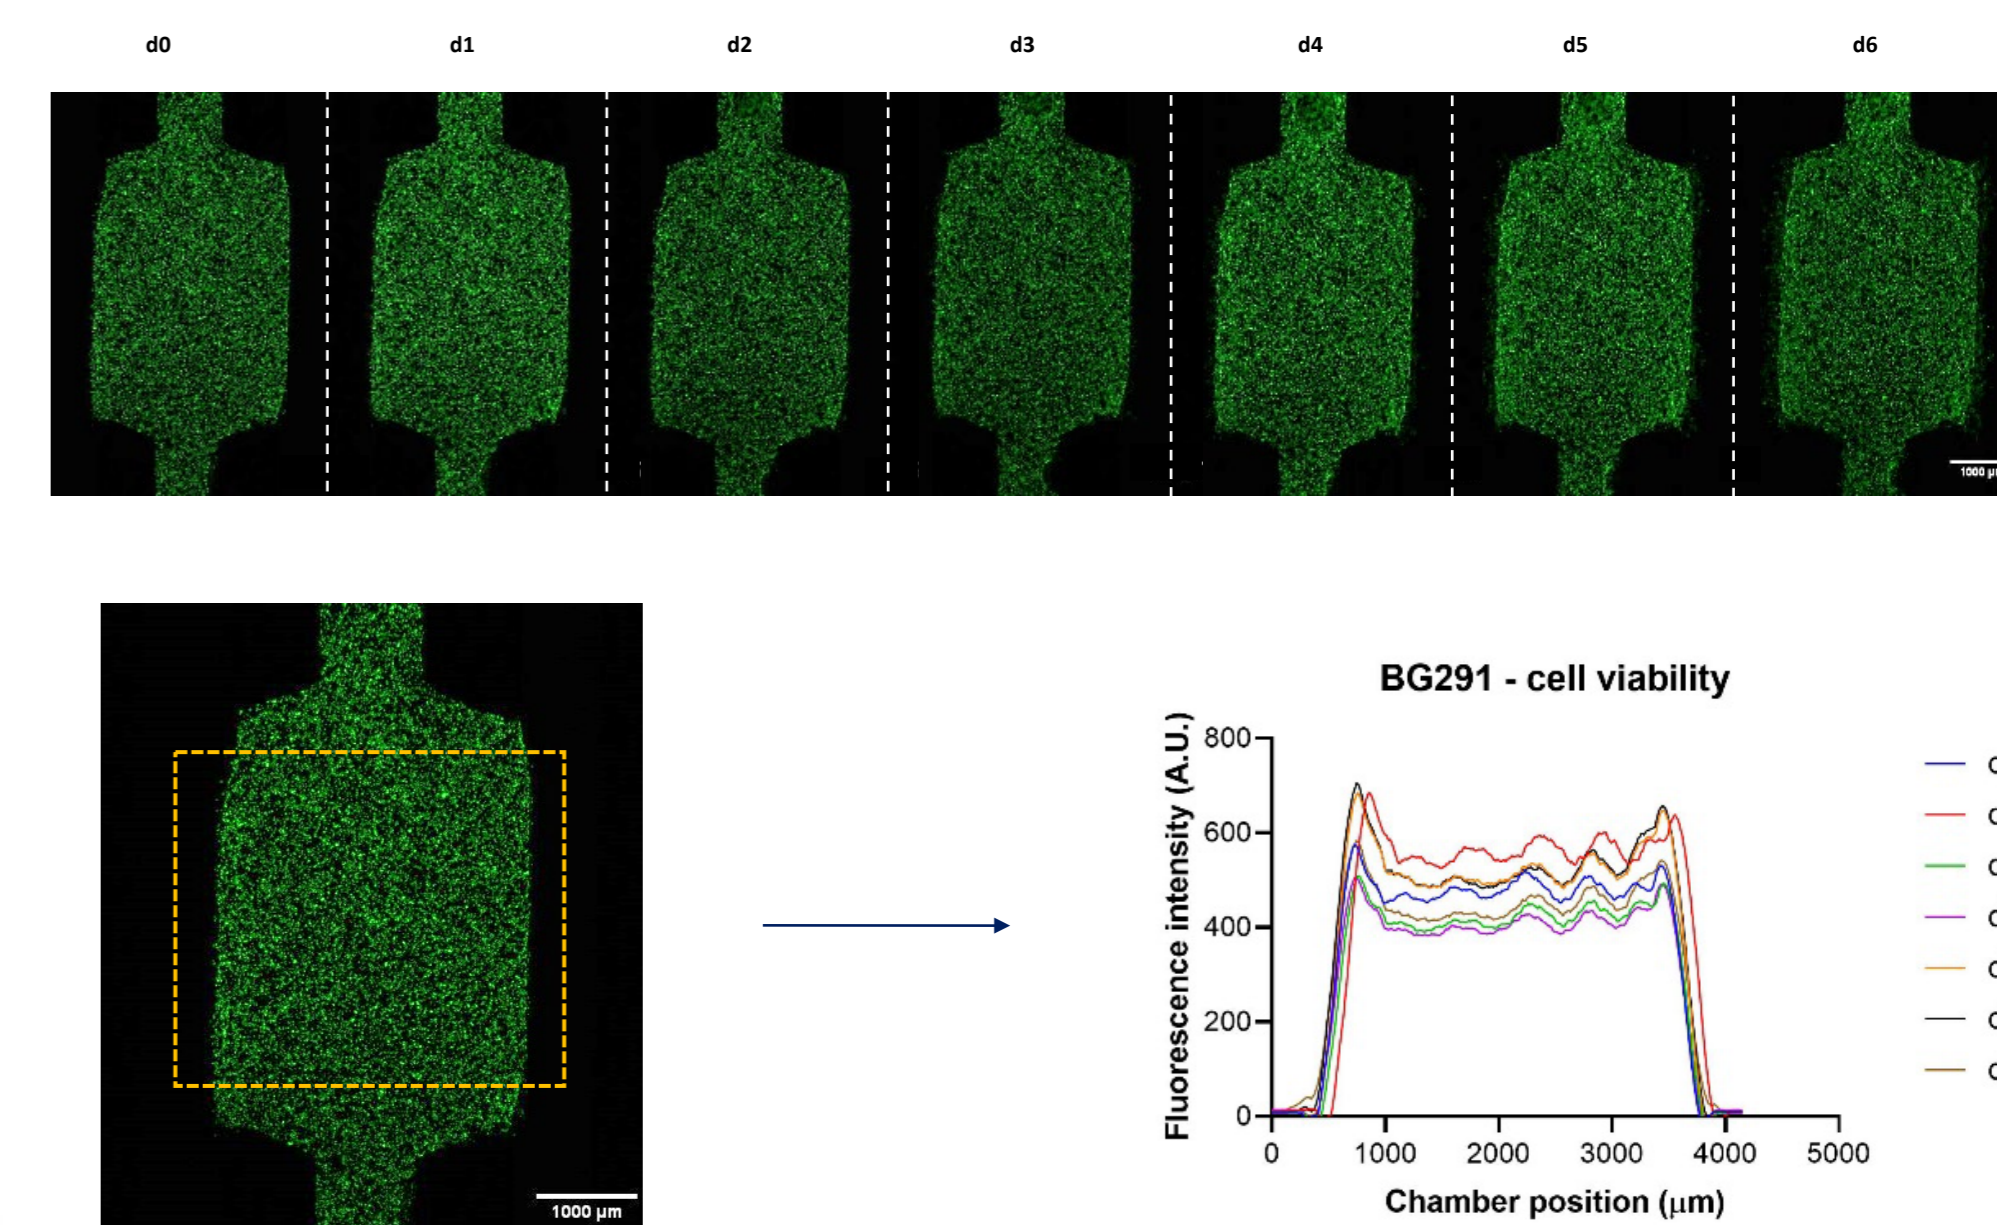 d0 d1 d2 d3 d4 d5 d6
1000 μ
1000 μm
BG291 - cell viability
Fluorescence intensity (A.U.)
800
600
400
200
0
0 1000 2000 3000 4000 5000
Chamber position (μm)